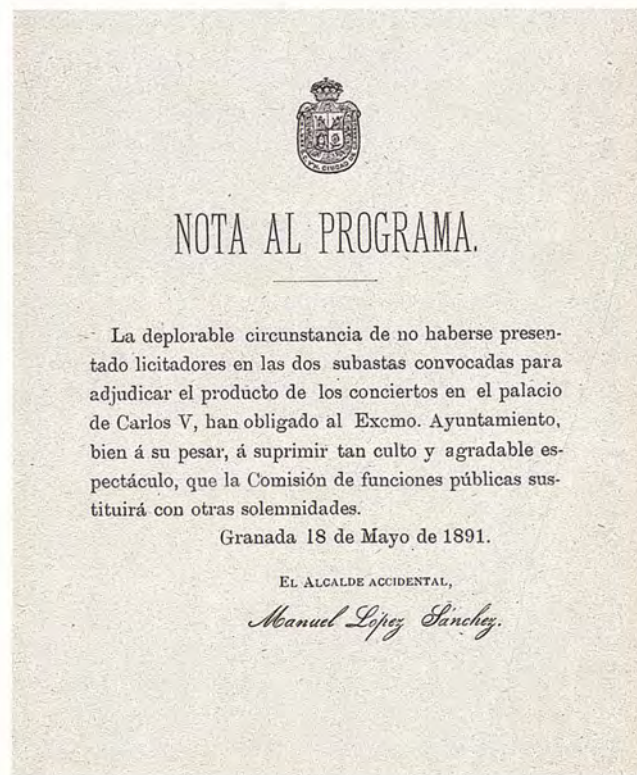 NOTA AL PROGRAMA.
La deplorable circunstancia de no haberse presen-
tado licitadores en las dos subastas convocadas para
adjudicar el producto de los conciertos en el palacio
de Carlos V, han obligado al Excmo. Ayuntamiento,
bien á su pesar, á suprimir tan culto y agradable es-
pectáculo, que la Comisión de funciones públicas sus-
tituirá con otras solemnidades.
Granada 18 de Mayo de 1891.
EL ALCALDE ACCIDENTAL,
Manuel López Sánchez.